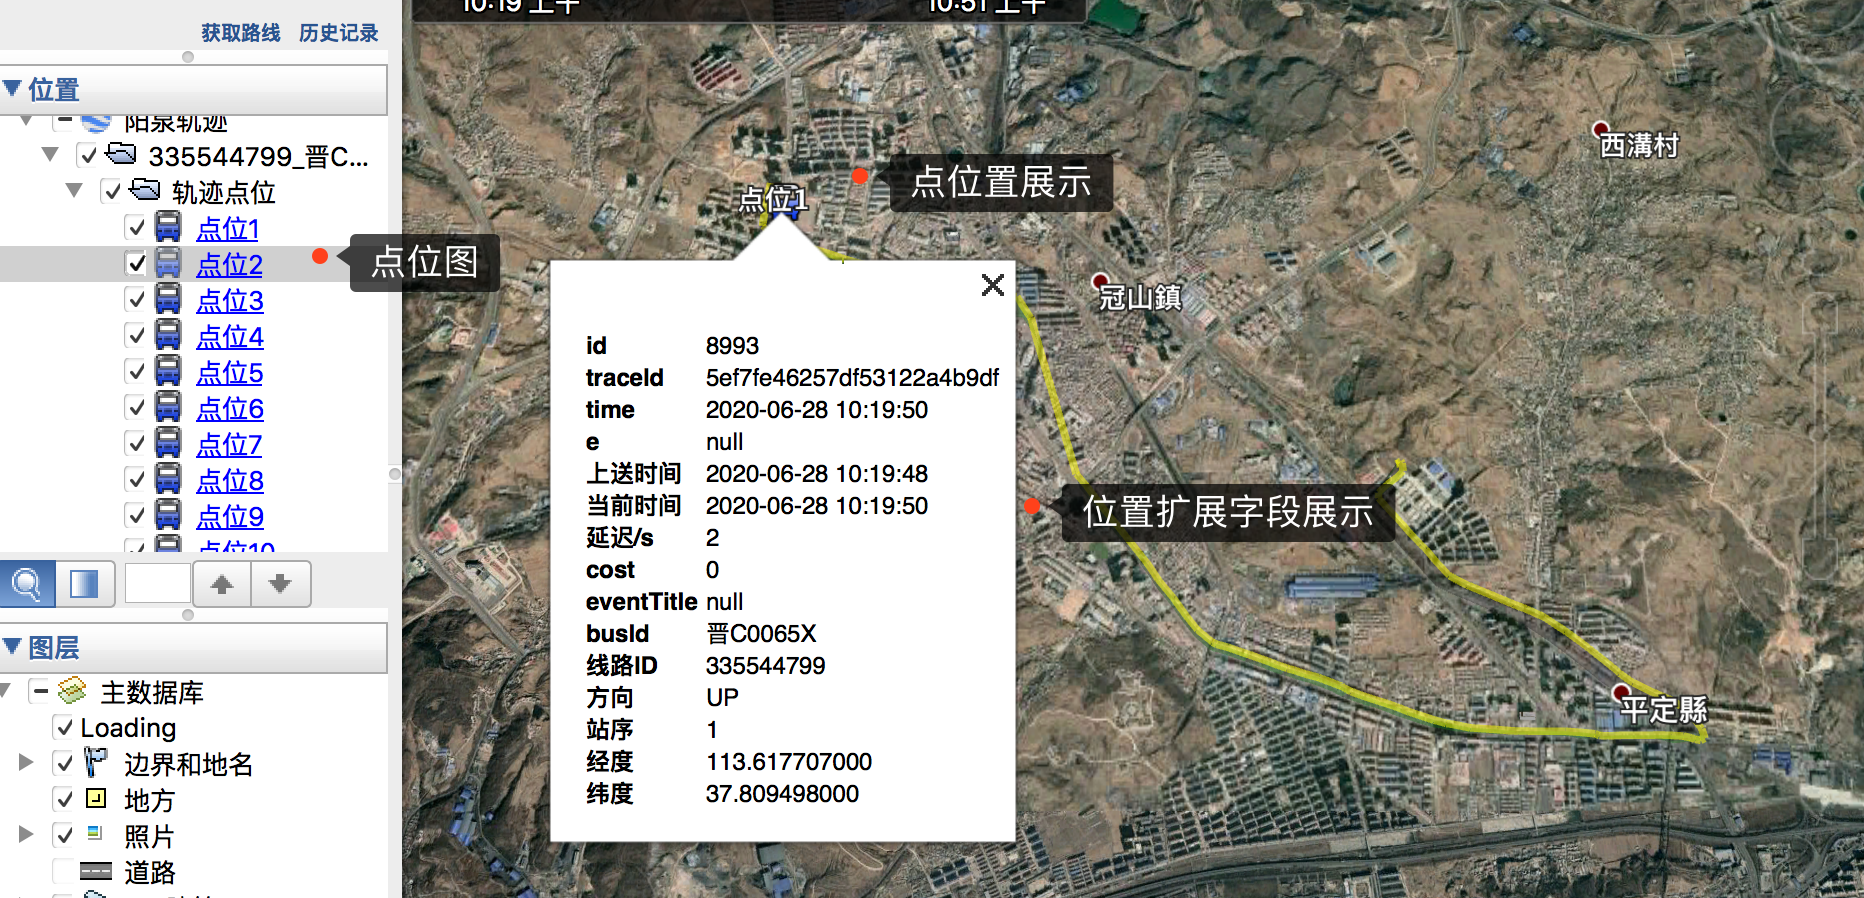 获取路线 历史记录
位置
阳泉轨迹
335544799_晋C...
轨迹点位
点位1
点位2
点位3
点位4
点位5
点位6
点位7
点位8
点位9
点位10
图层
主数据库
Loading
边界和地名
地方
照片
道路
10:19 上午
10:51 上午
点位图
点位1
点位置展示
西溝村
冠山鎮
id 8993
traceId 5ef7fe46257df53122a4b9df
time 2020-06-28 10:19:50
e null
上送时间 2020-06-28 10:19:48
当前时间 2020-06-28 10:19:50
延迟/s 2
cost 0
eventTitle null
busId 晋C0065X
线路ID 335544799
方向 UP
站序 1
经度 113.617707000
纬度 37.809498000
位置扩展字段展示
平定縣